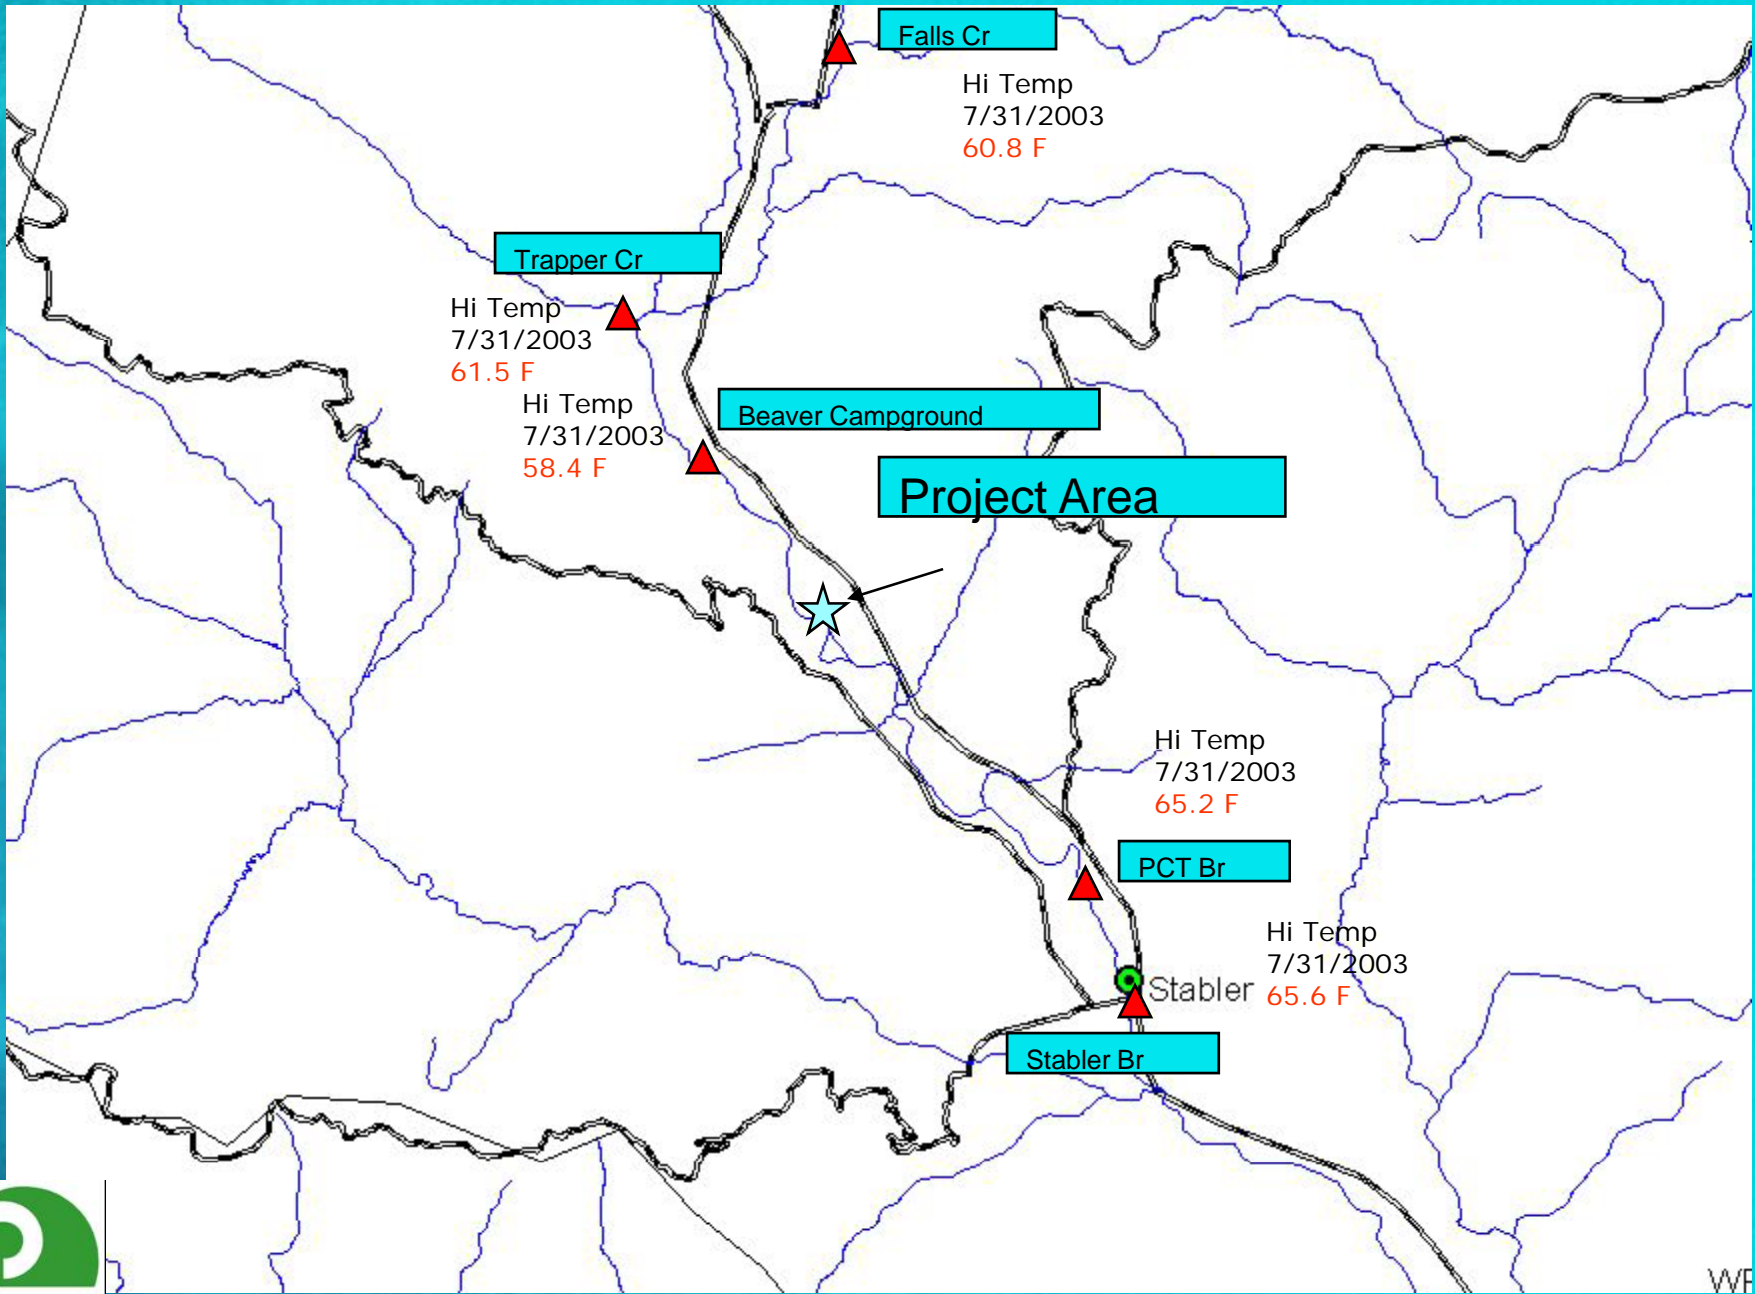 Falls Cr
Hi Temp
7/31/2003
60.8 F
Trapper Cr
Hi Temp
7/31/2003
61.5 F
Hi Temp
7/31/2003
58.4 F
Beaver Campground
Project Area
Hi Temp
7/31/2003
65.2 F
PCT Br
Hi Temp
7/31/2003
65.6 F
Stabler
Stabler Br